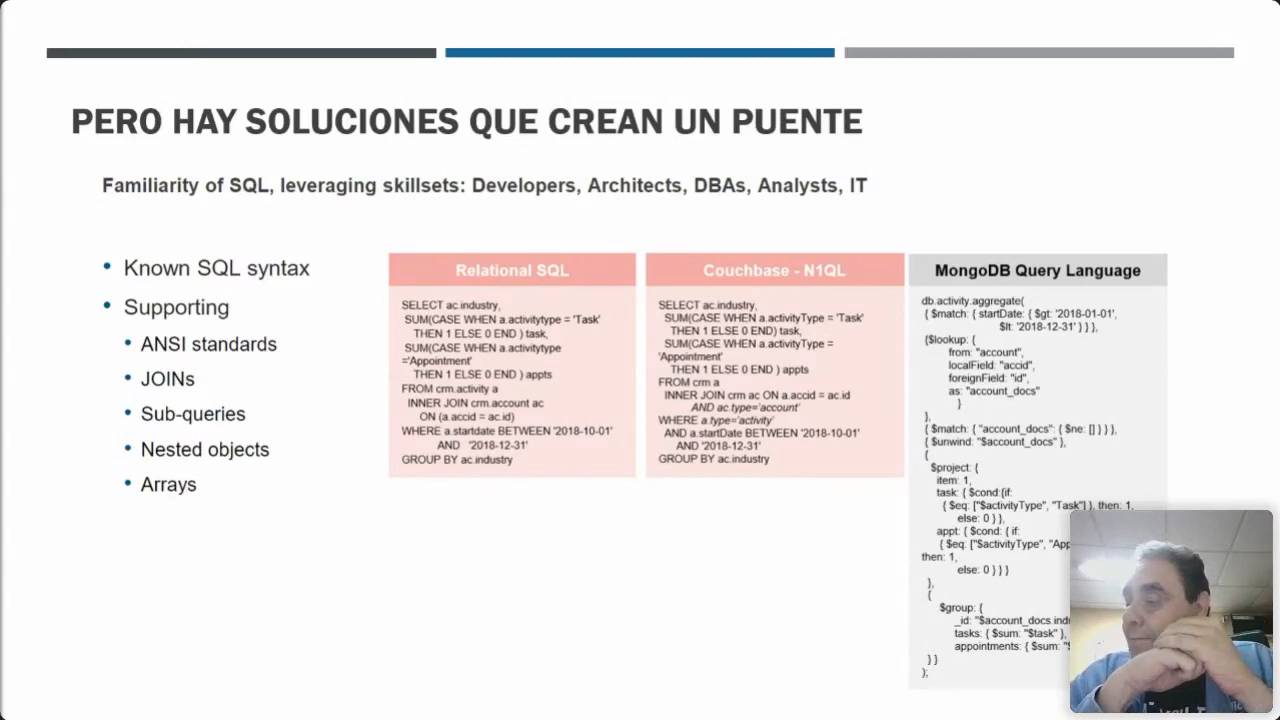 PERO HAY SOLUCIONES QUE CREAN UN PUENTE
Familiarity of SQL, leveraging skillsets: Developers, Architects, DBAs, Analysts, IT
• Known SQL syntax
• Supporting
• ANSI standards
• JOINs
• Sub-queries
• Nested objects
• Arrays
Relational SQL
SELECT ac.industry,
SUM(CASE WHEN a.activitytype = 'Task'
THEN 1 ELSE 0 END ) task,
SUM(CASE WHEN a.activitytype
='Appointment'
THEN 1 ELSE 0 END ) appts
FROM crm.activity a
INNER JOIN crm.account ac
ON (a.accid = ac.id)
WHERE a.startdate BETWEEN '2018-10-01'
AND '2018-12-31'
GROUP BY ac.industry
Couchbase - N1QL
SELECT ac.industry,
SUM(CASE WHEN a.activityType = 'Task'
THEN 1 ELSE 0 END) task,
SUM(CASE WHEN a.activityType =
'Appointment'
THEN 1 ELSE 0 END ) appts
FROM crm a
INNER JOIN crm ac ON a.accid = ac.id
AND ac.type='account'
WHERE a.type='activity'
AND a.startDate BETWEEN '2018-10-01'
AND '2018-12-31'
GROUP BY ac.industry
MongoDB Query Language
db.activity.aggregate(
{ $match: { startDate: { $gt: '2018-01-01',
$lt: '2018-12-31' } } },
{$lookup: {
from: "account",
localField: "accid",
foreignField: "id",
as: "account_docs"
}
},
{ $match: { "account_docs": { $ne: [] } } },
{ $unwind: "$account_docs" },
{
$project: {
item: 1,
task: { $cond:{if:
{ $eq: ["$activityType", "Task"] }, then: 1,
else: 0 } },
appt: { $cond: { if:
{ $eq: ["$activityType",
then: 1,
else: 0 } } }
},
{
$group: {
_id:
tasks: { $sum: "$task" },
appointments: { $sum:
} }
);